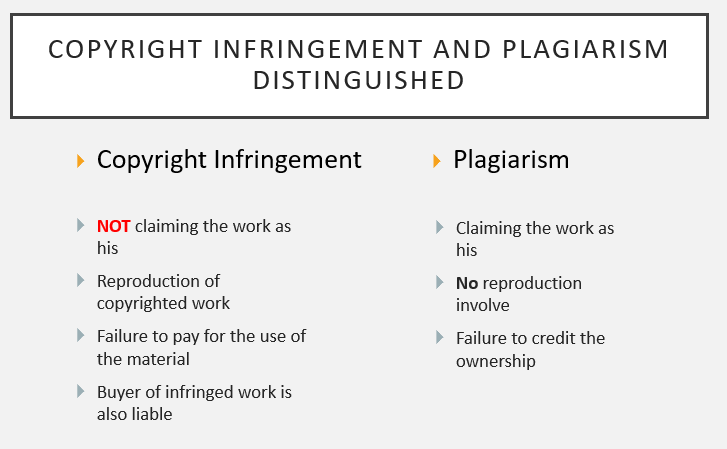 COPYRIGHT INFRINGEMENT AND PLAGIARISM
DISTINGUISHED
Copyright Infringement
NOT claiming the work as
his
Reproduction of
copyrighted work
Failure to pay for the use of
the material
Buyer of infringed work is
also liable
Plagiarism
Claiming the work as
his
No reproduction
involve
Failure to credit the
ownership